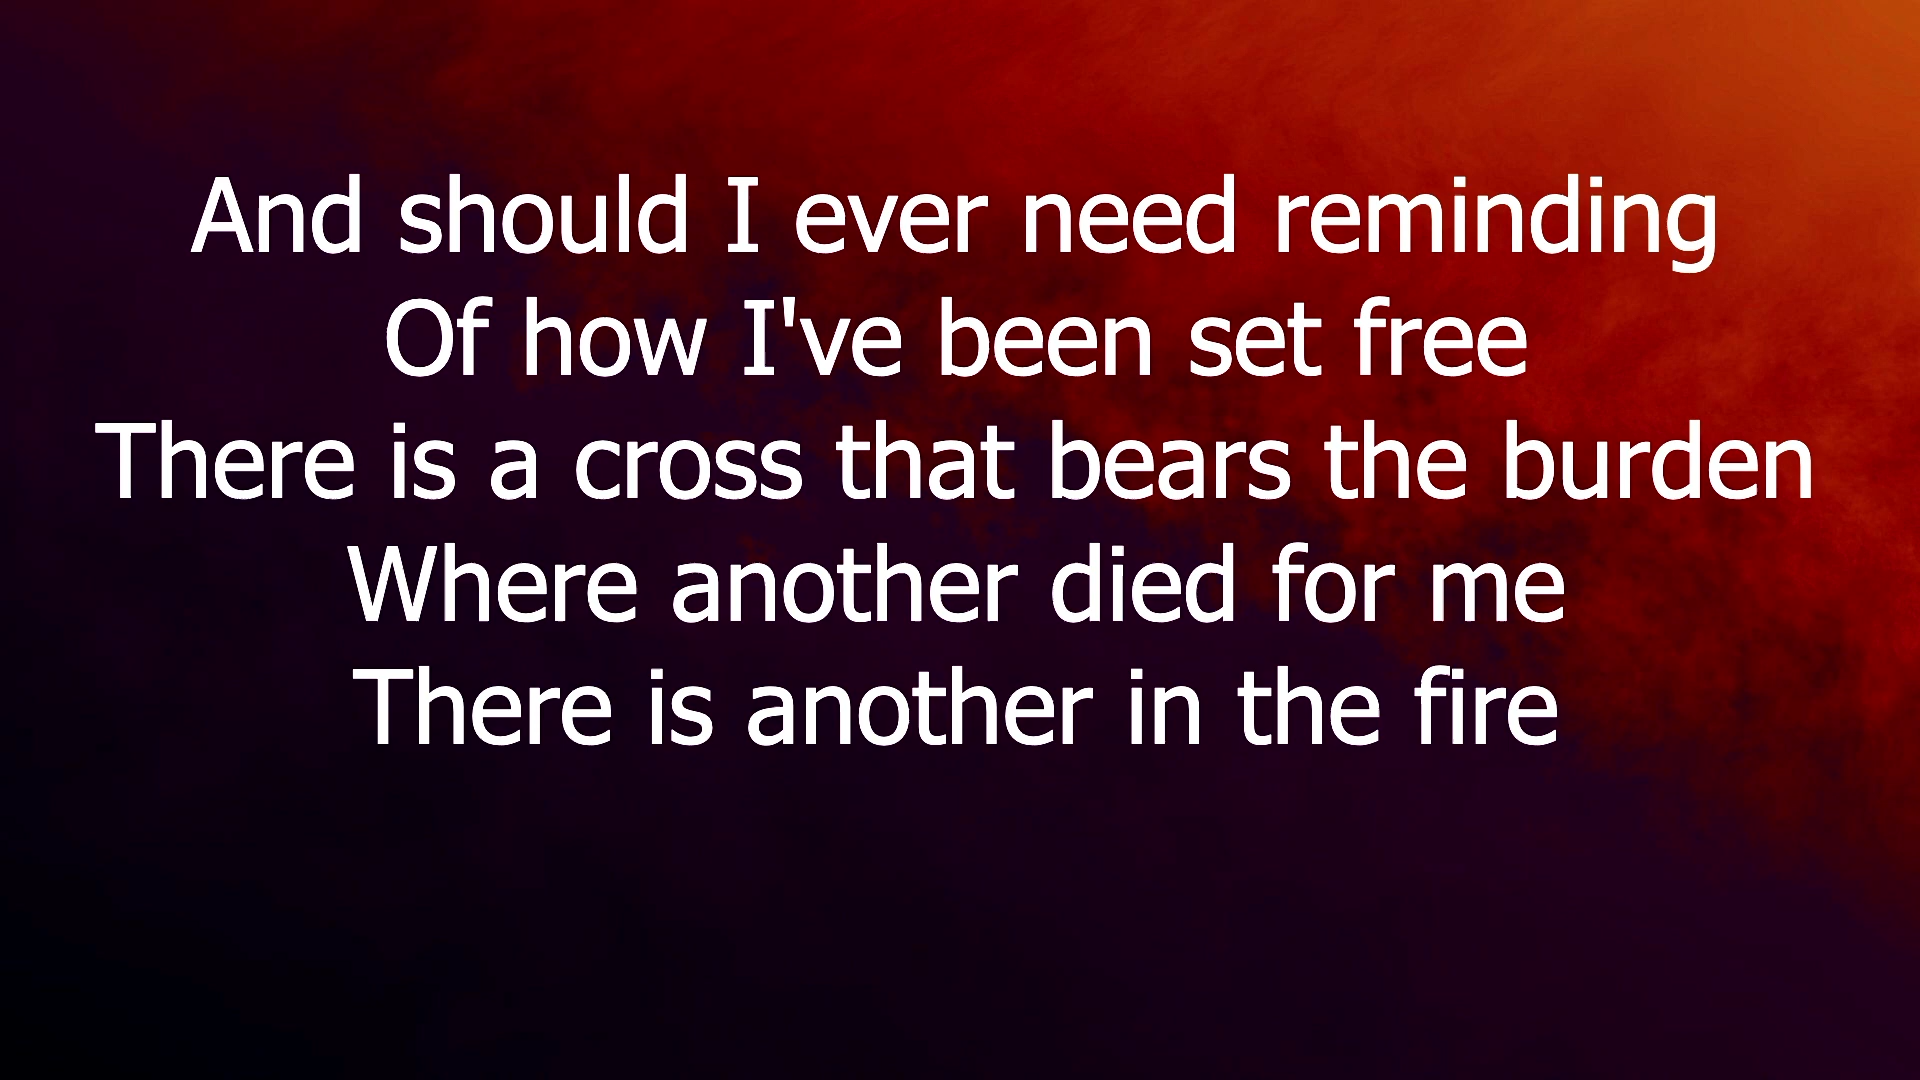 And should I ever need reminding
Of how I've been set free
There is a cross that bears the burden
Where another died for me
There is another in the fire